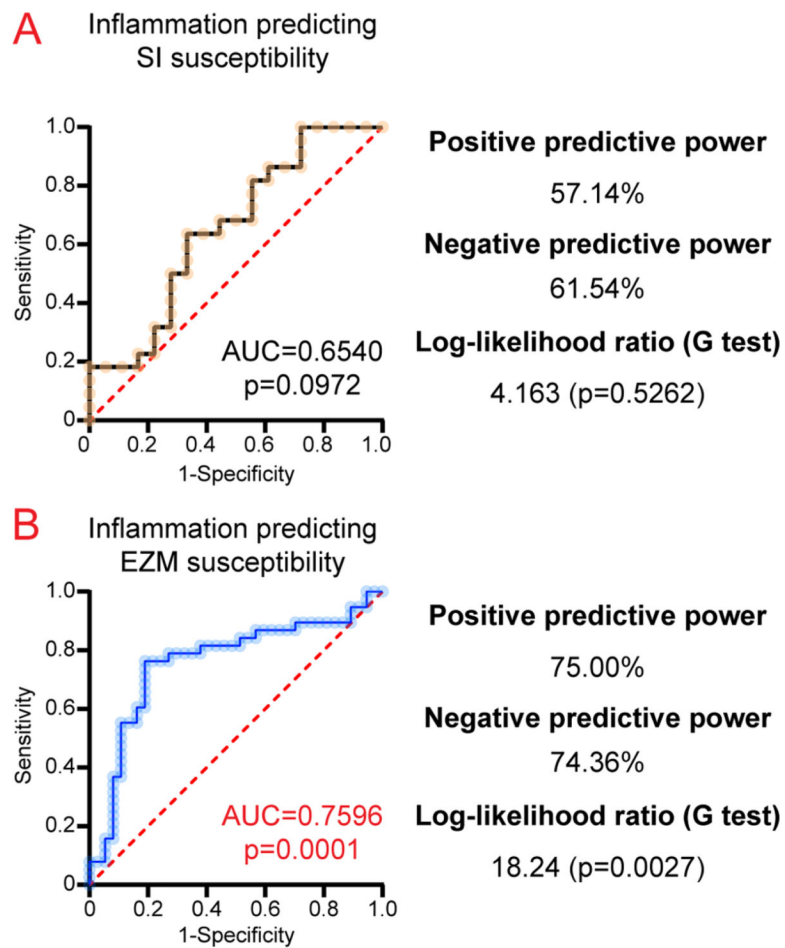 A
Inflammation predicting
SI susceptibility
1.0
0.8
0.6
0.4
0.2
0
Sensitivity
0 0.2 0.4 0.6 0.8 1.0
1-Specificity
AUC=0.6540
p=0.0972
Positive predictive power
57.14%
Negative predictive power
61.54%
Log-likelihood ratio (G test)
4.163 (p=0.5262)
B
Inflammation predicting
EZM susceptibility
1.0
0.8
0.6
0.4
0.2
0
Sensitivity
0 0.2 0.4 0.6 0.8 1.0
1-Specificity
AUC=0.7596
p=0.0001
Positive predictive power
75.00%
Negative predictive power
74.36%
Log-likelihood ratio (G test)
18.24 (p=0.0027)